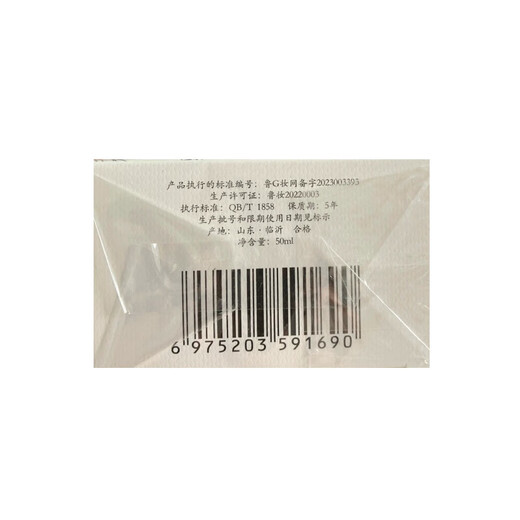 产品执行的标准编号：鲁G妆网备字2023003393
生产许可证：鲁妆20220003
执行标准：QB/T 1858 保质期：5年
生产批号和限期使用日期见标示
产地：山东·临沂 合格
净含量：50ml
6 975203 591690